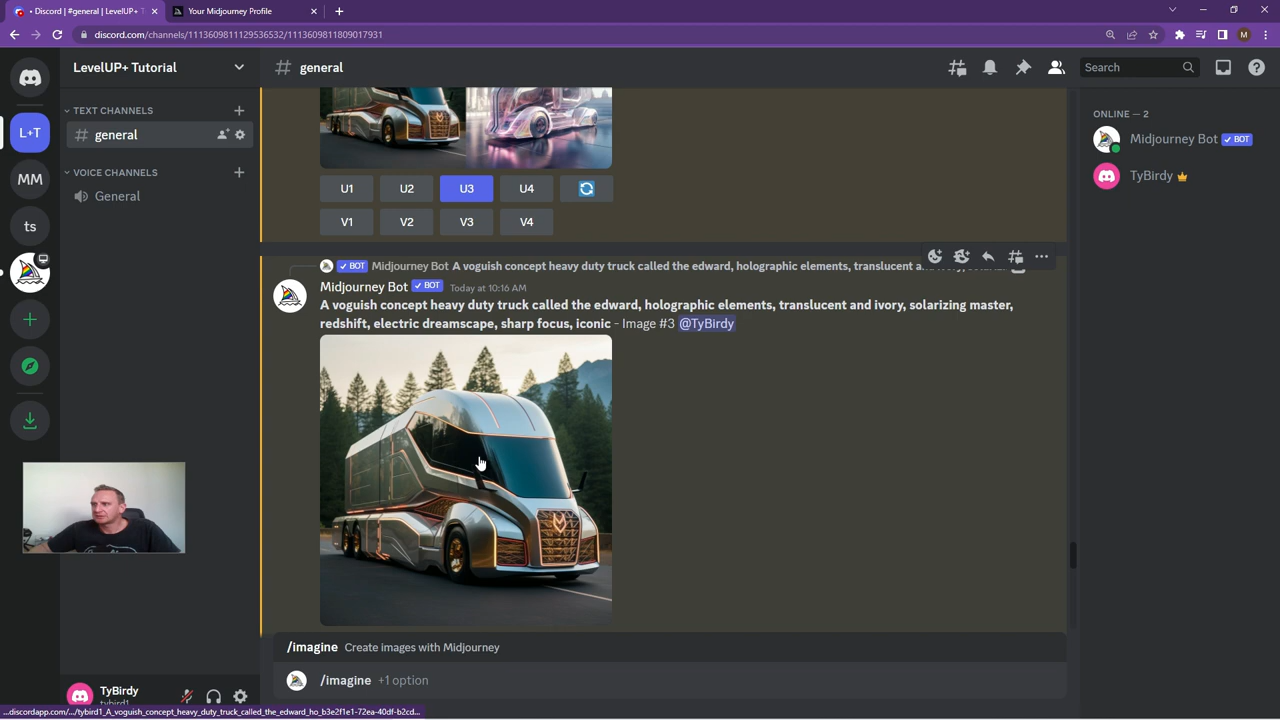 • Discord | #general | LevelUP+ T
Your Midjourney Profile
discord.com/channels/1113609811129536532/1113609811809017931
M
LevelUP+ Tutorial
general
Search
TEXT CHANNELS
general
VOICE CHANNELS
General
L+T
MM
ts
U1 U2 U3 U4
V1 V2 V3 V4
BOT Midjourney Bot A voguish concept heavy duty truck called the edward, holographic elements, translucent
Midjourney Bot BOT Today at 10:16 AM
A voguish concept heavy duty truck called the edward, holographic elements, translucent and ivory, solarizing master,
redshift, electric dreamscape, sharp focus, iconic - Image #3 @TyBirdy
/imagine Create images with Midjourney
/imagine +1 option
ONLINE — 2
Midjourney Bot BOT
TyBirdy
TyBirdy
tybird1
...discordapp.com/.../tybird1_A_voguish_concept_heavy_duty_truck_called_the_edward_ho_b3e2f1e1-72ea-40df-b2cd...